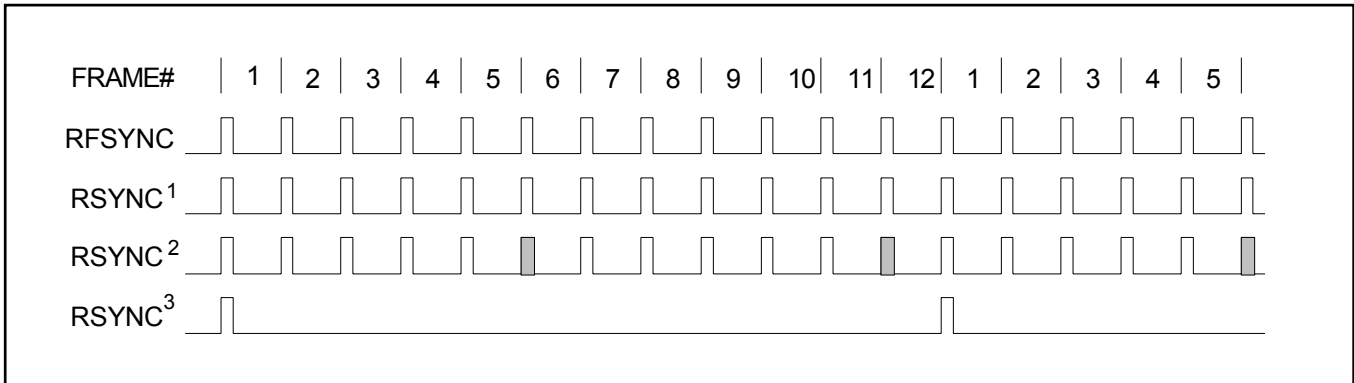 FRAME# 1 2 3 4 5 6 7 8 9 10 11 12 1 2 3 4 5
RFSYNC
RSYNC1
RSYNC2
RSYNC3